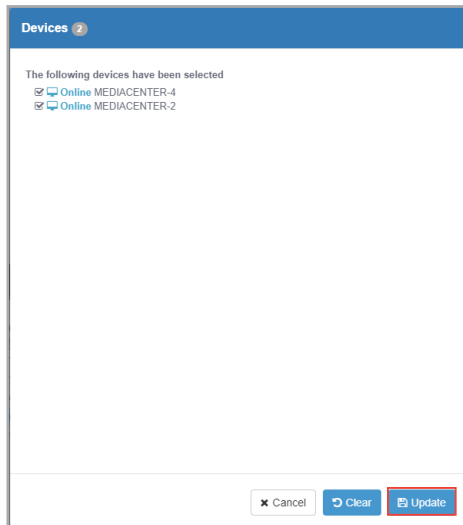 Devices 2
The following devices have been selected
Online MEDIACENTER-4
Online MEDIACENTER-2
Cancel Clear Update